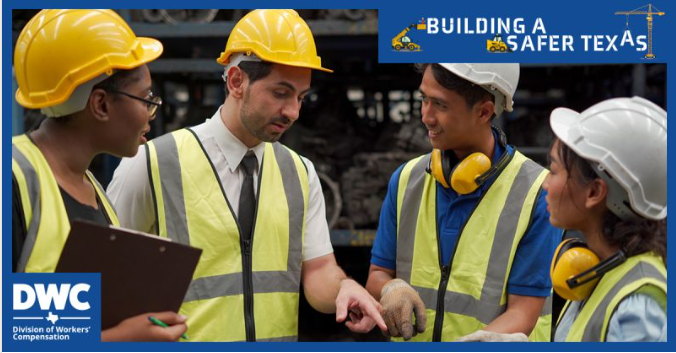 BUILDING A
SAFER TEXAS
DWC
Division of Workers'
Compensation